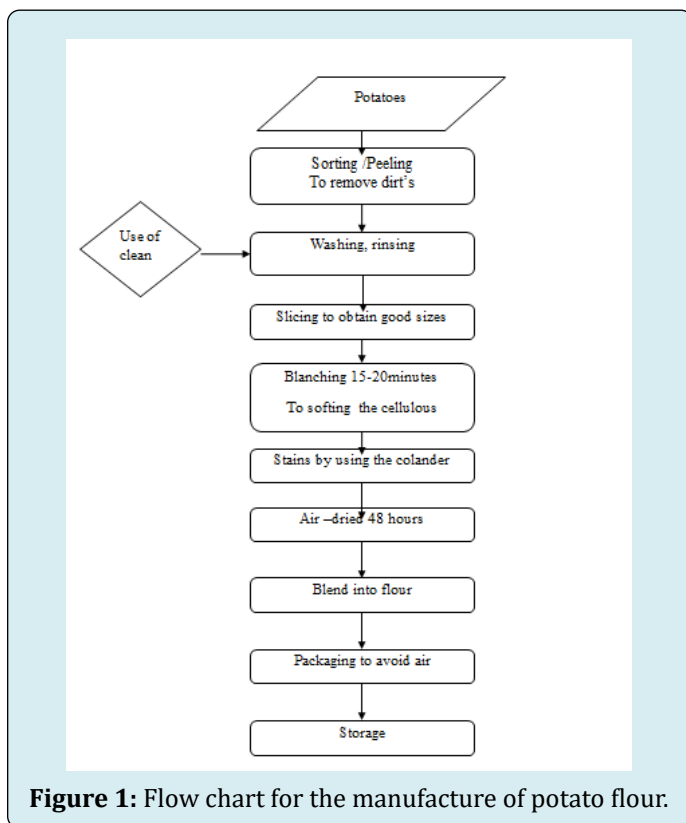 Potatoes
Sorting /Peeling
To remove dirt's
Use of
clean
Washing, rinsing
Slicing to obtain good sizes
Blanching 15-20minutes
To softing the cellulous
Stains by using the colander
Air –dried 48 hours
Blend into flour
Packaging to avoid air
Storage
Figure 1: Flow chart for the manufacture of potato flour.